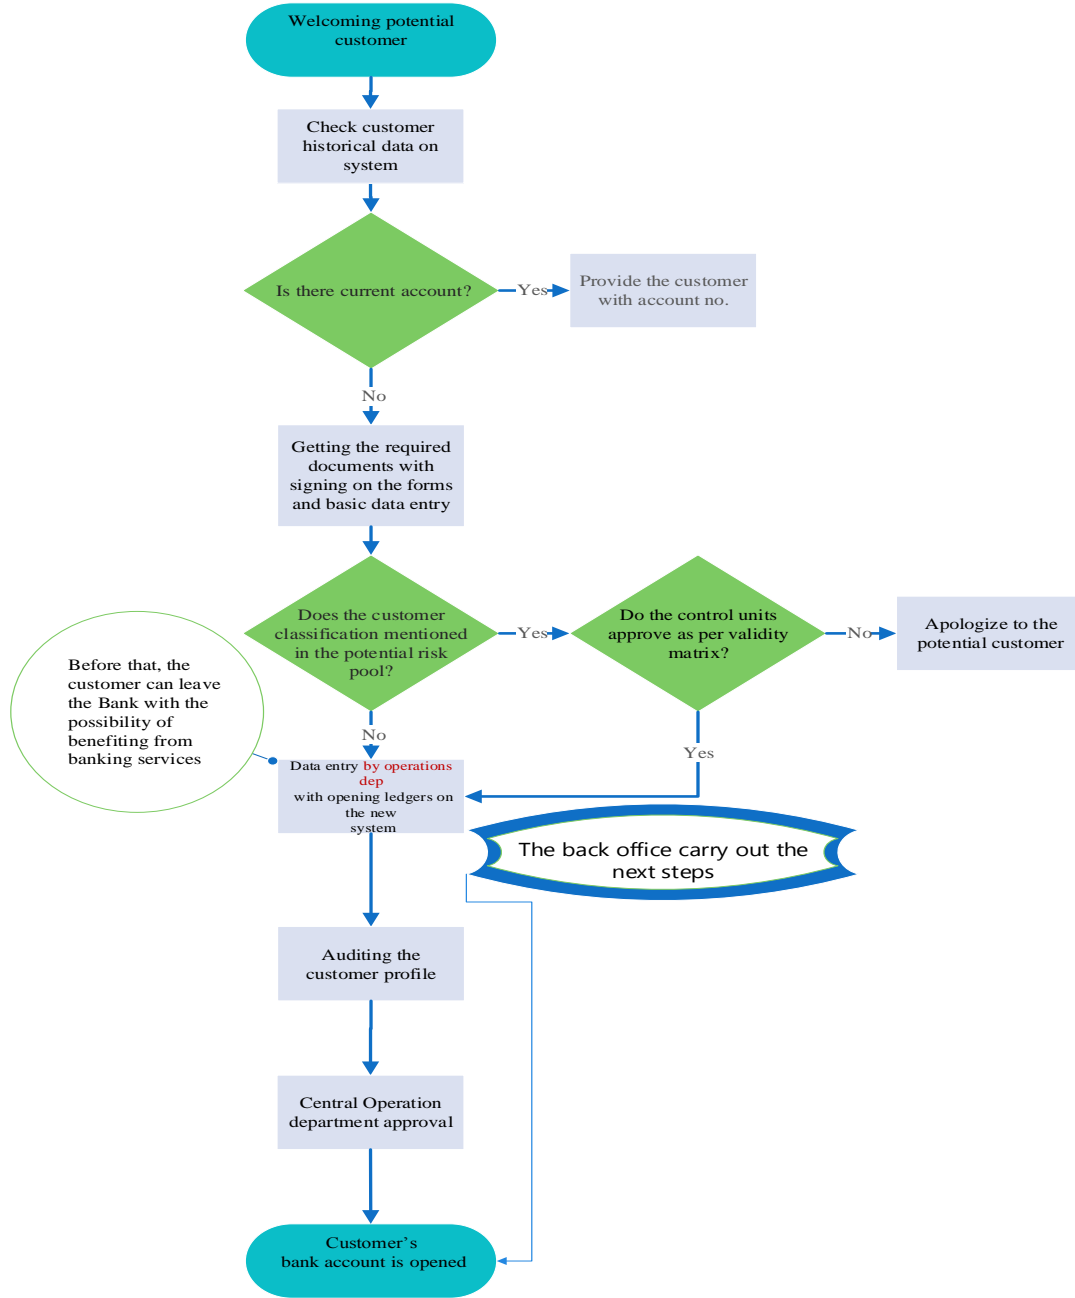 Welcoming potential
customer
Check customer
historical data on
system
Is there current account?
Yes
Provide the customer
with account no.
No
Getting the required
documents with
signing on the forms
and basic data entry
Does the customer
classification mentioned
in the potential risk
pool?
Yes
Do the control units
approve as per validity
matrix?
No
Apologize to the
potential customer
Before that, the
customer can leave
the Bank with the
possibility of
benefiting from
banking services
No
Yes
Data entry by operations
dep
with opening ledgers on
the new
system
The back office carry out the
next steps
Auditing the
customer profile
Central Operation
department approval
Customer’s
bank account is opened